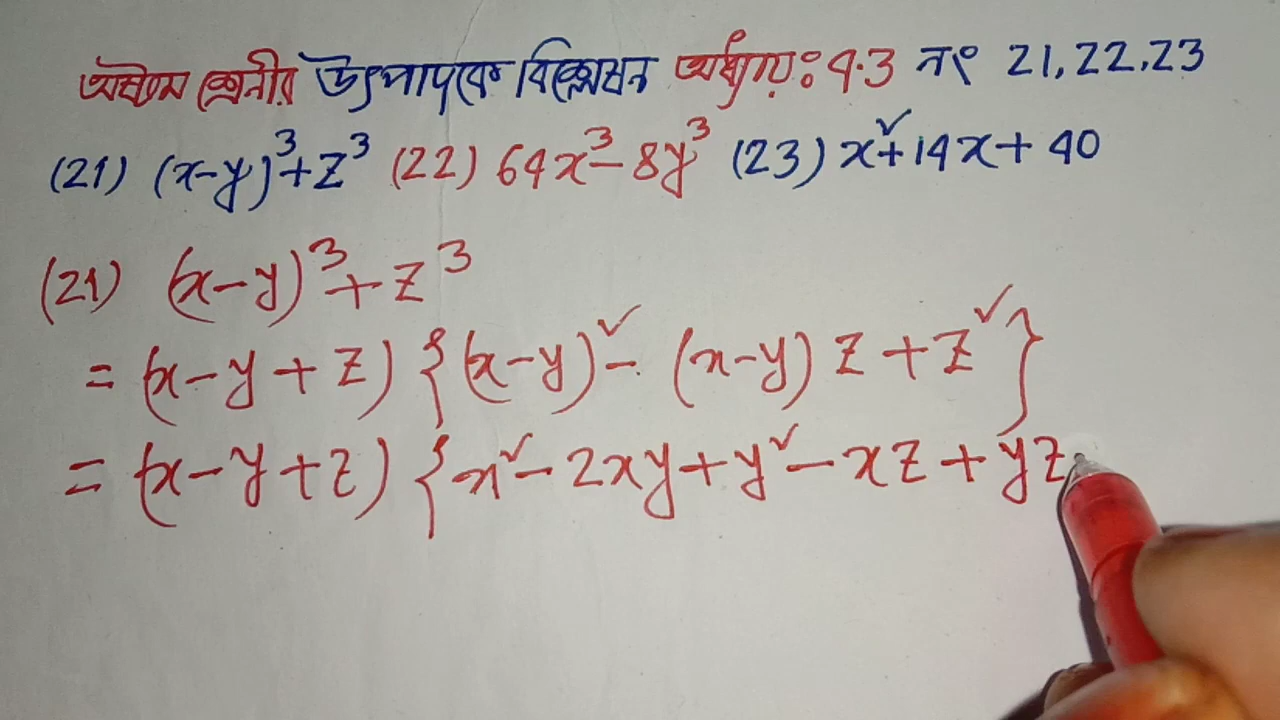 অষ্টম শ্রেনীর উৎপাদকে বিশ্লেষন অধ্যায়ঃ 4.3 নং 21,22,23
(21) (x-y)³+z³ (22) 64x³-8y³ (23) x²+14x+40
(21) (x-y)³+z³
= (x-y+z){(x-y)²-(x-y)z+z²}
= (x-y+z){x²-2xy+y²-xz+yz